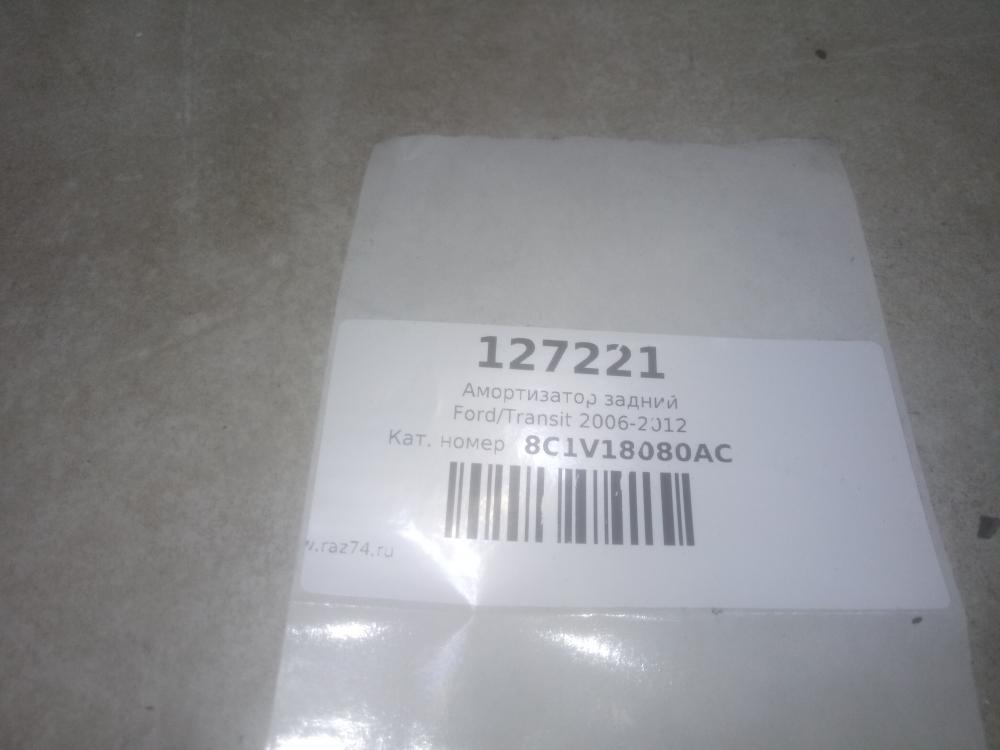 127221
Амортизатор задний
Ford/Transit 2006-2012
Кат. номер 8C1V18080AC
w.raz74.ru